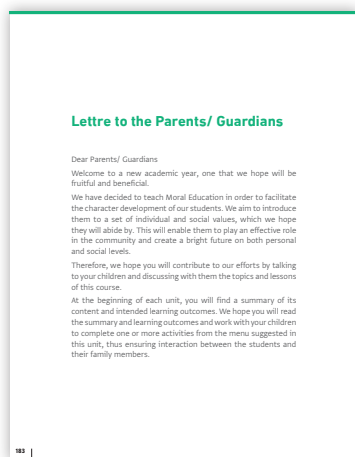 Lettre to the Parents/ Guardians
Dear Parents/ Guardians
Welcome to a new academic year, one that we hope will be
fruitful and beneficial.
We have decided to teach Moral Education in order to facilitate
the character development of our students. We aim to introduce
them to a set of individual and social values, which we hope
they will abide by. This will enable them to play an effective role
in the community and create a bright future on both personal
and social levels.
Therefore, we hope you will contribute to our efforts by talking
to your children and discussing with them the topics and lessons
of this course.
At the beginning of each unit, you will find a summary of its
content and intended learning outcomes. We hope you will read
the summary and learning outcomes and work with your children
to complete one or more activities from the menu suggested in
this unit, thus ensuring interaction between the students and
their family members.
183